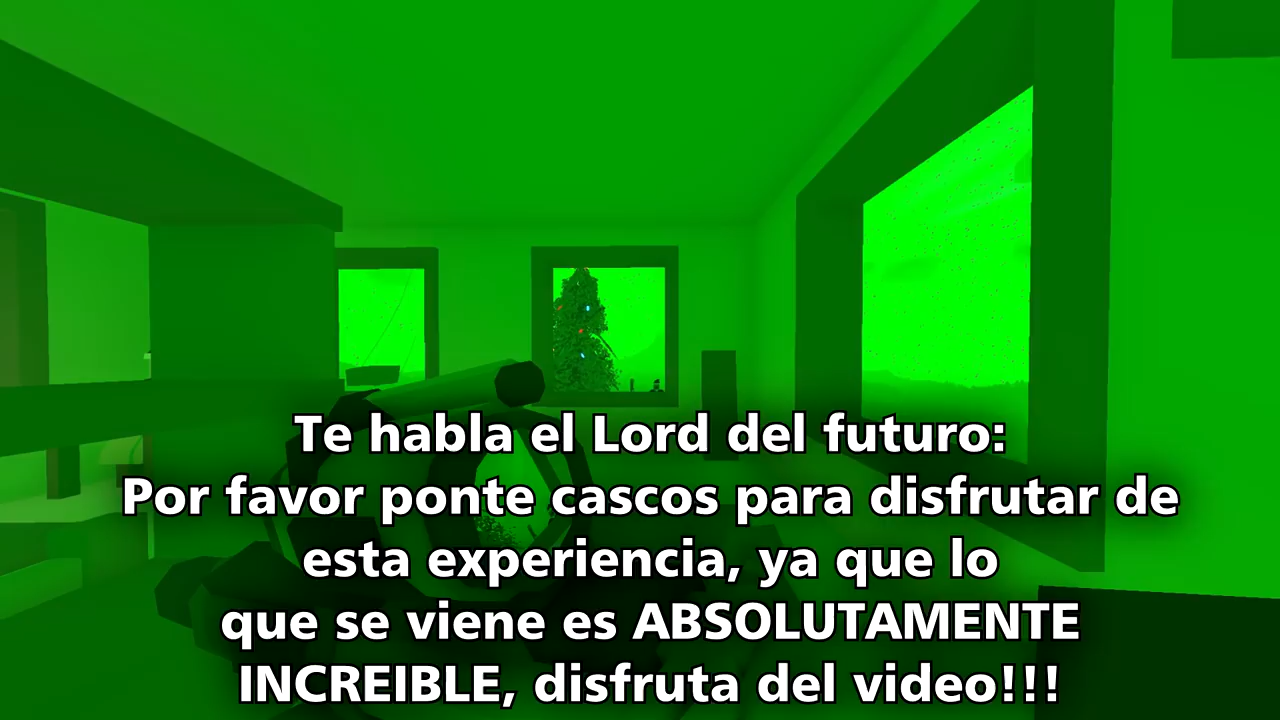 Te habla el Lord del futuro:
Por favor ponte cascos para disfrutar de
esta experiencia, ya que lo
que se viene es ABSOLUTAMENTE
INCREIBLE, disfruta del video!!!